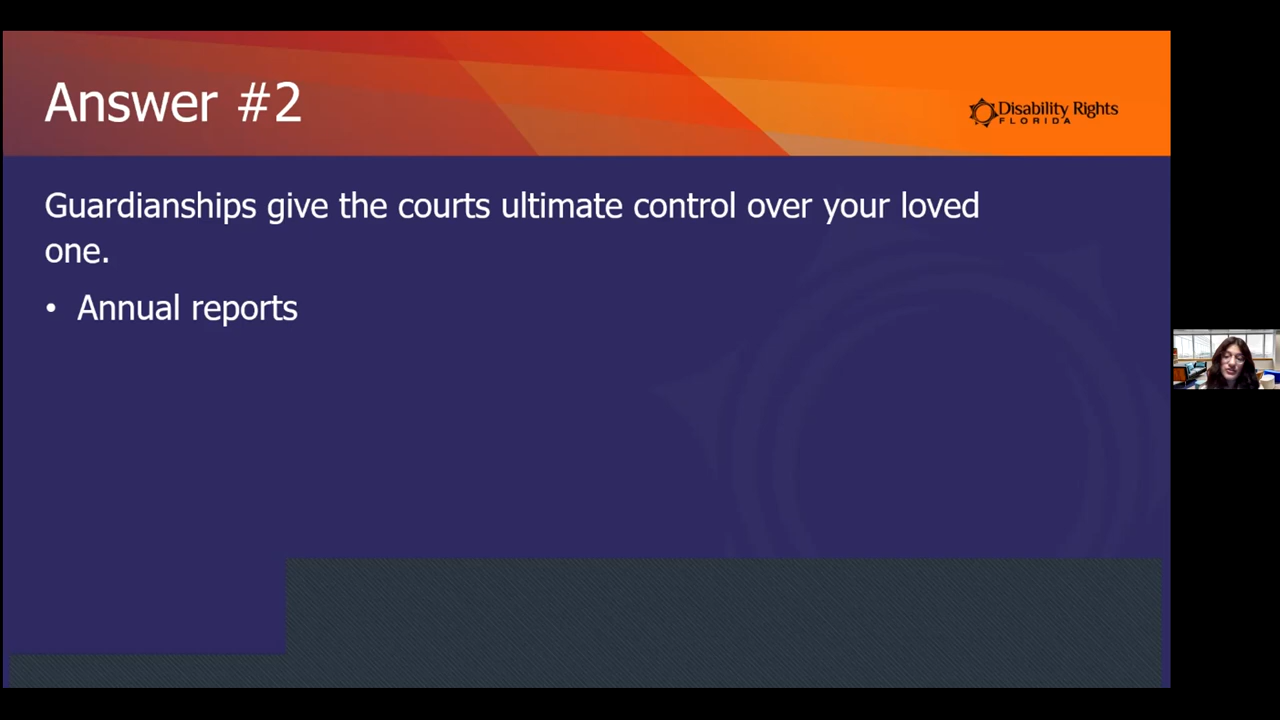 Answer #2
Disability Rights
FLORIDA
Guardianships give the courts ultimate control over your loved
one.
• Annual reports